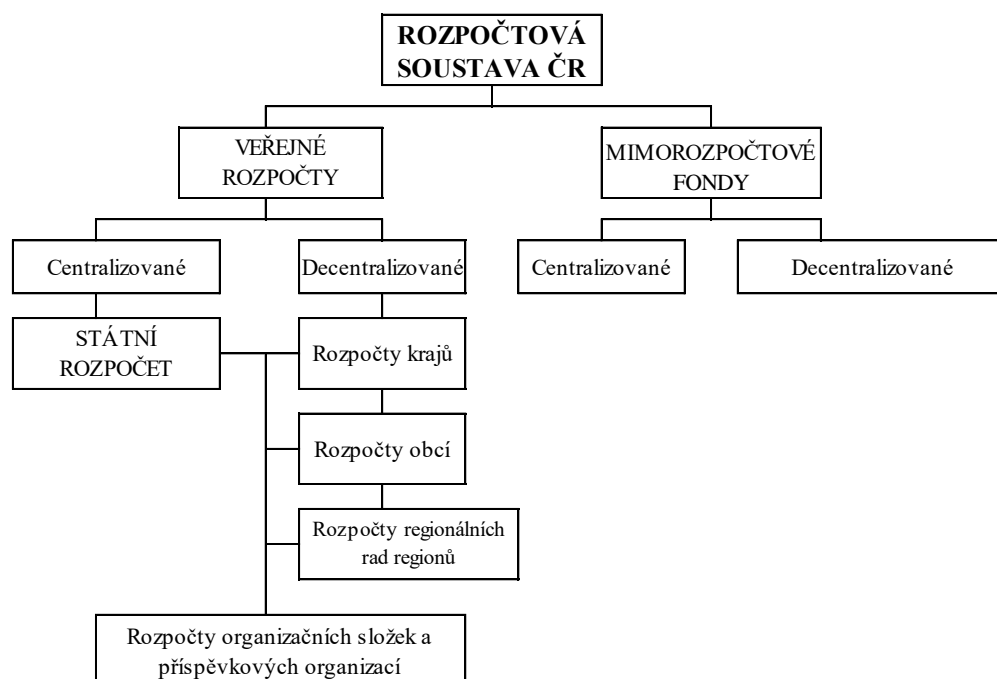 ROZPOČTOVÁ
SOUSTAVA ČR
VEŘEJNÉ
ROZPOČTY
MIMOROZPOČTOVÉ
FONDY
Centralizované
Decentralizované
Centralizované
Decentralizované
STÁTNÍ
ROZPOČET
Rozpočty krajů
Rozpočty obcí
Rozpočty regionálních
rad regionů
Rozpočty organizačních složek a
příspěvkových organizací